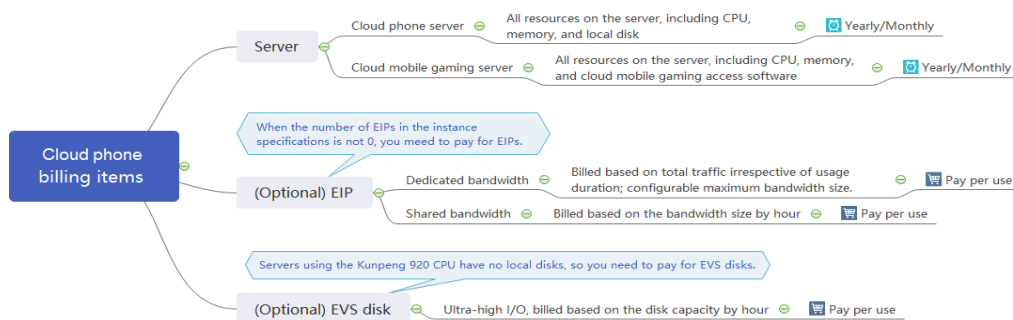 Cloud phone
billing items
Server
Cloud phone server
All resources on the server, including CPU,
memory, and local disk
Yearly/Monthly
Cloud mobile gaming server
All resources on the server, including CPU, memory,
and cloud mobile gaming access software
Yearly/Monthly
When the number of EIPs in the instance
specifications is not 0, you meed to pay for EIPs.
(Optional) EIP
Dedicated bandwidth
Billed based on total traffic irrespective of usage
duration; configurable maximum bandwidth size.
Pay per use
Shared bandwidth
Billed based on the bandwidth size by hour
Pay per use
Servers using the Kunpeng 920 CPU have no local disks, so you need to pay for EVS disks.
(Optional) EVS disk
Ultra-high I/O, billed based on the disk capacity by hour
Pay per use